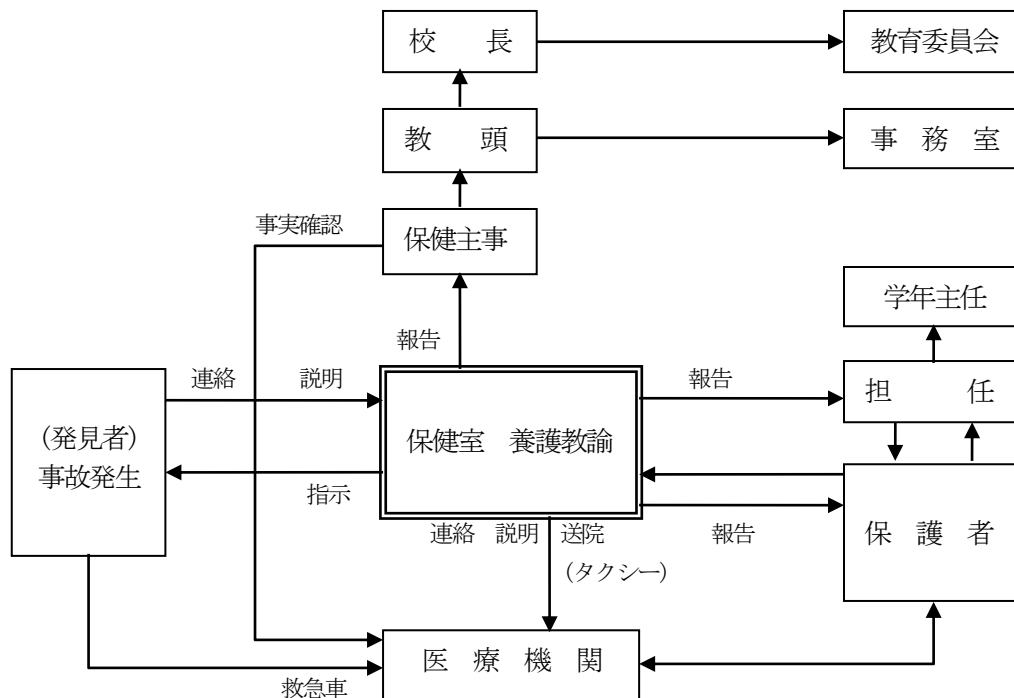 校　　長
教育委員会
教　　頭
事　務　室
事実確認
保健主事
学年主任
報告
連絡
説明
報告
担　　任
(発見者)
事故発生
保健室　養護教諭
指示
連絡　説明　送院
(タクシー)
報告
保　護　者
医　療　機　関
救急車